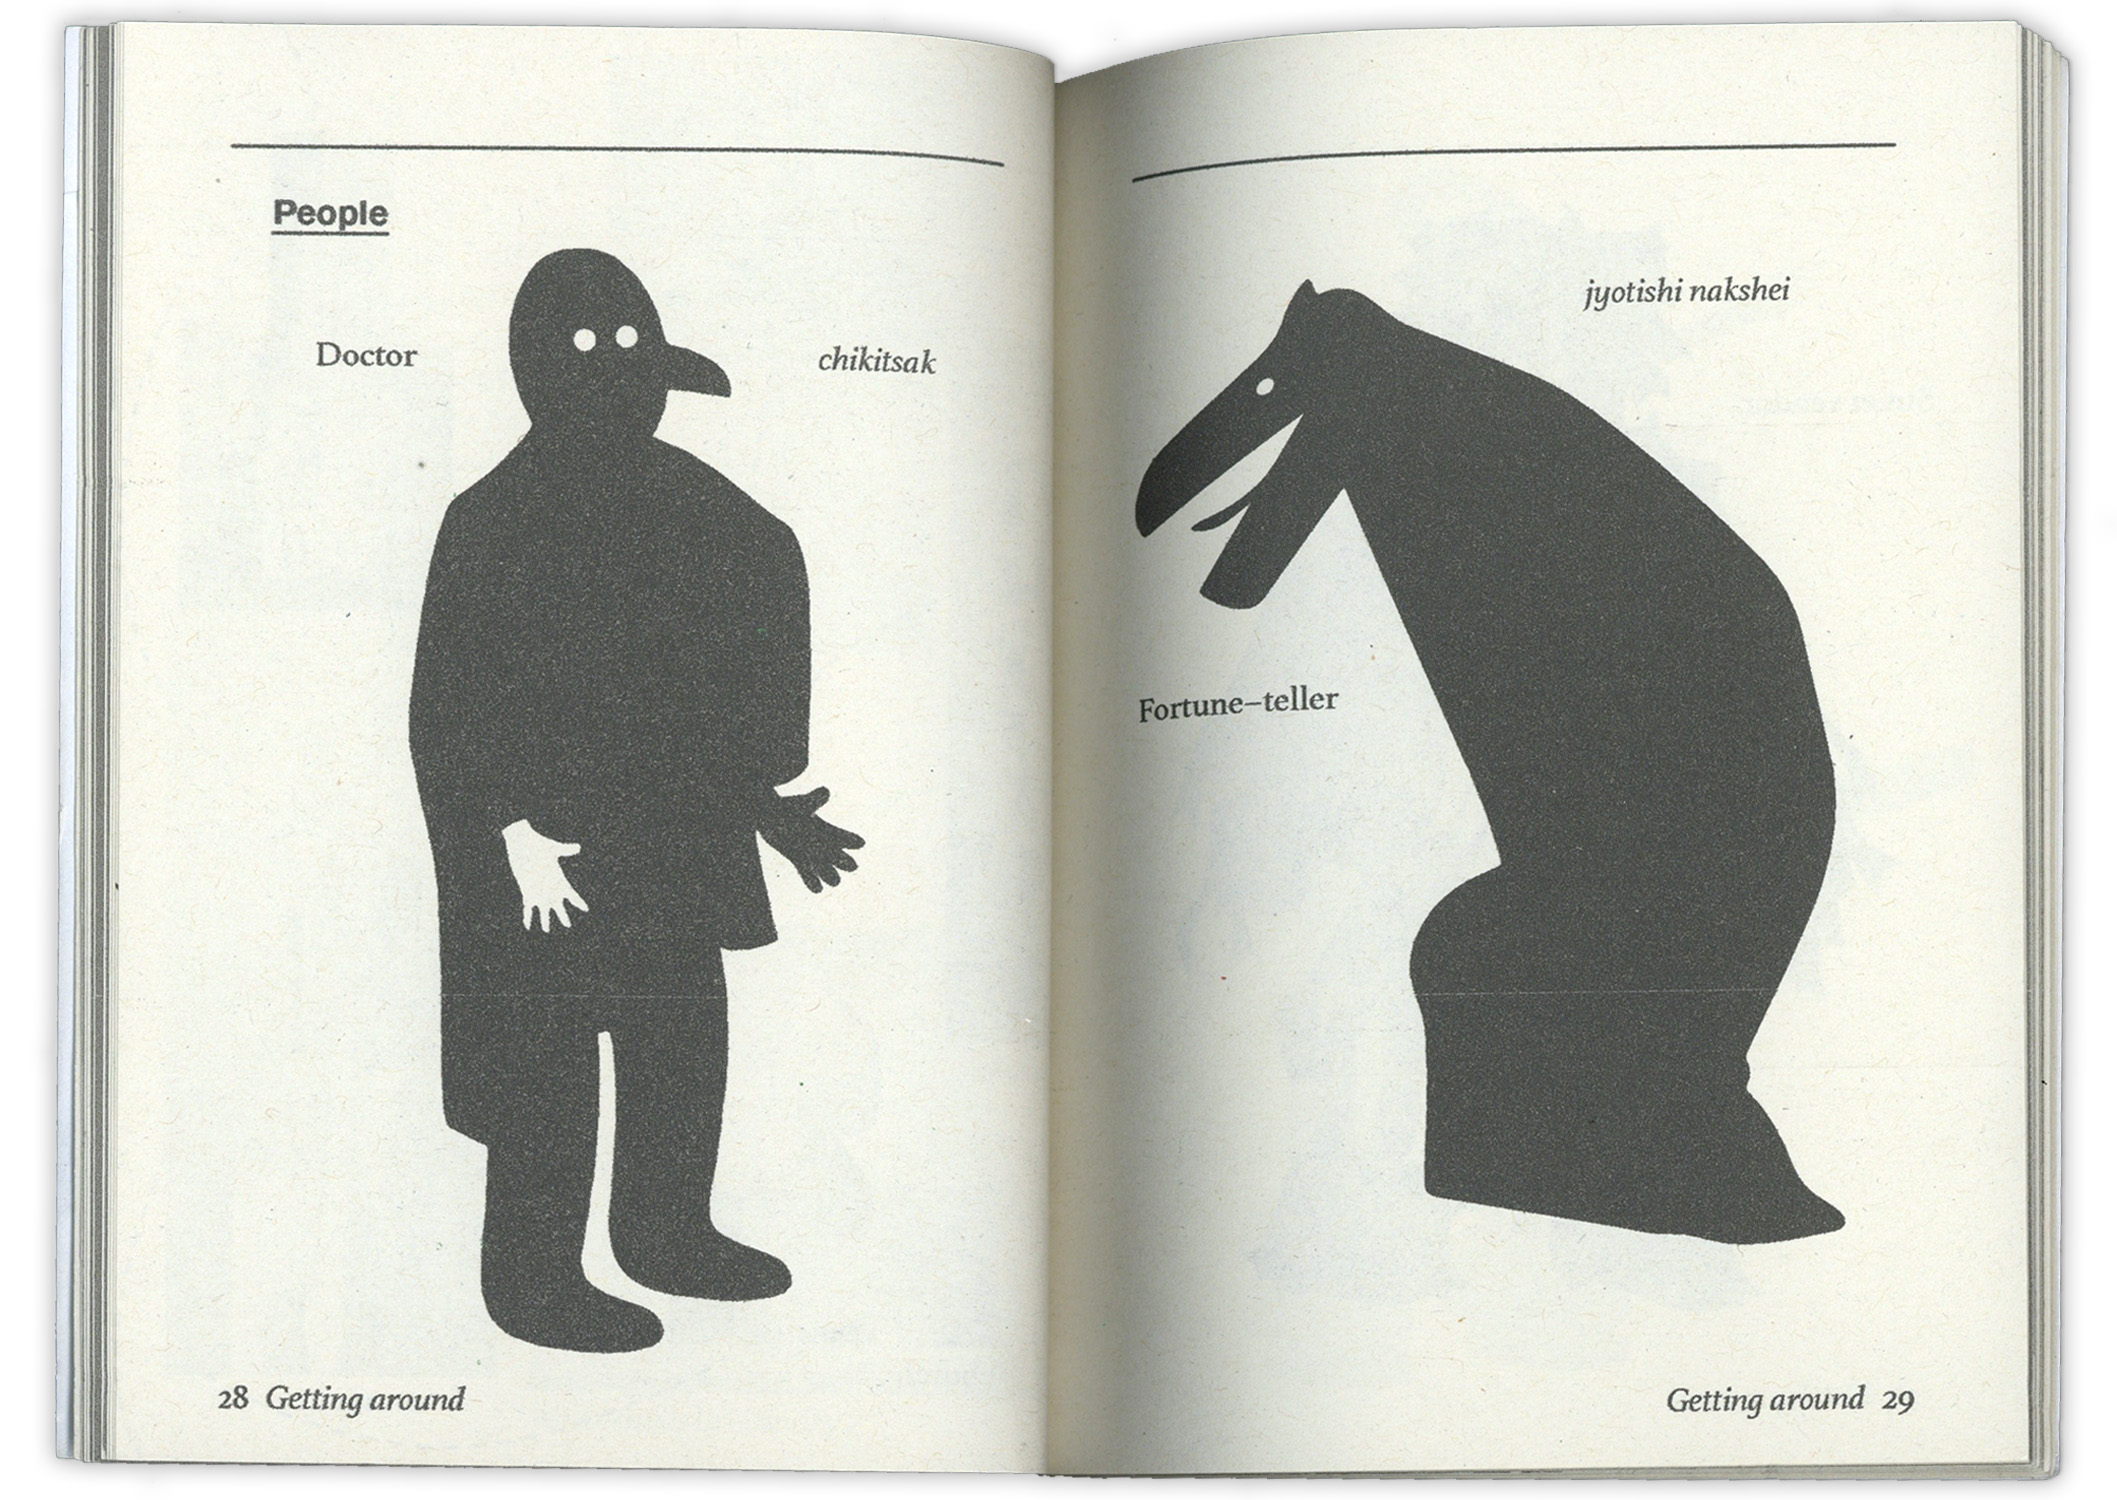 People
Doctor
chikitsak
28 Getting around
jyotishi nakshei
Fortune–teller
Getting around 29